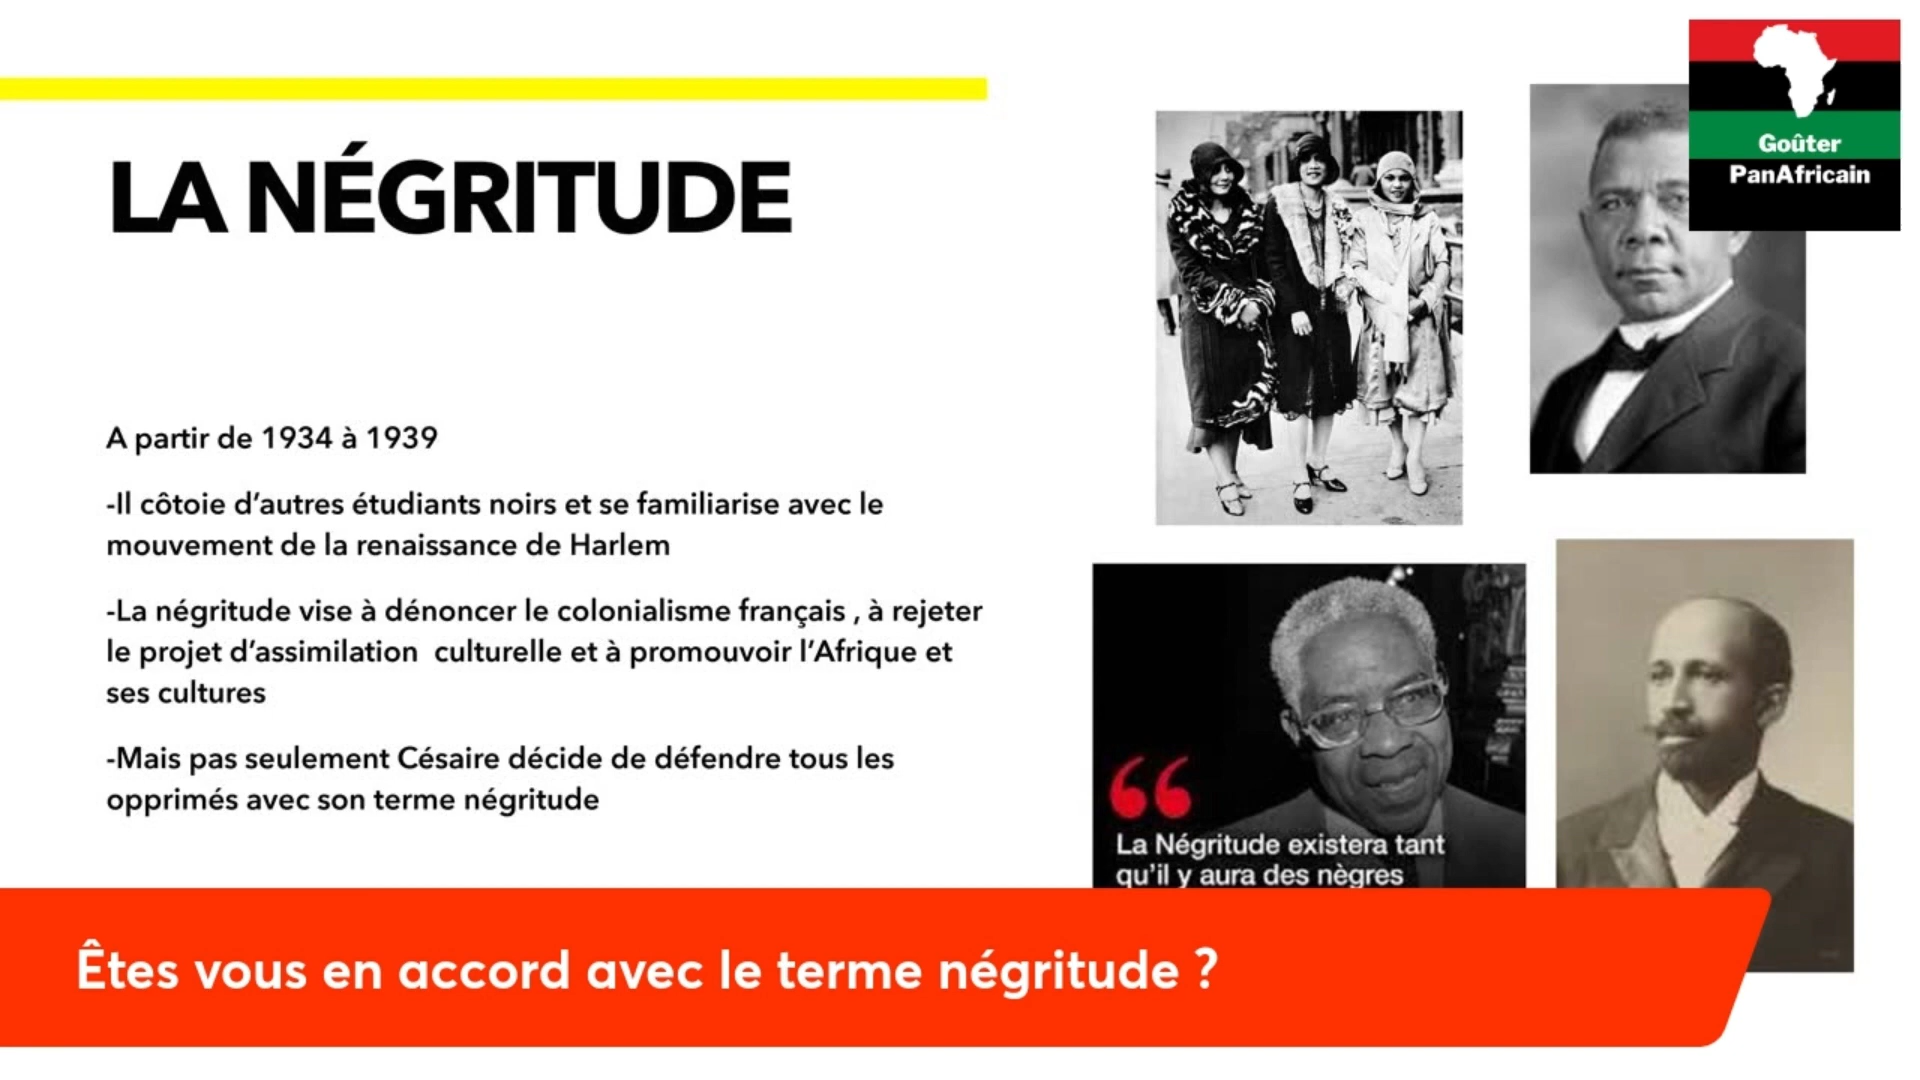 LA NÉGRITUDE
A partir de 1934 à 1939
-Il côtoie d’autres étudiants noirs et se familiarise avec le
mouvement de la renaissance de Harlem
-La négritude vise à dénoncer le colonialisme français , à rejeter
le projet d’assimilation  culturelle et à promouvoir l’Afrique et
ses cultures
-Mais pas seulement Césaire décide de défendre tous les
opprimés avec son terme négritude
Goûter
PanAfricain
“
La Négritude existera tant
qu’il y aura des nègres
Êtes vous en accord avec le terme négritude ?